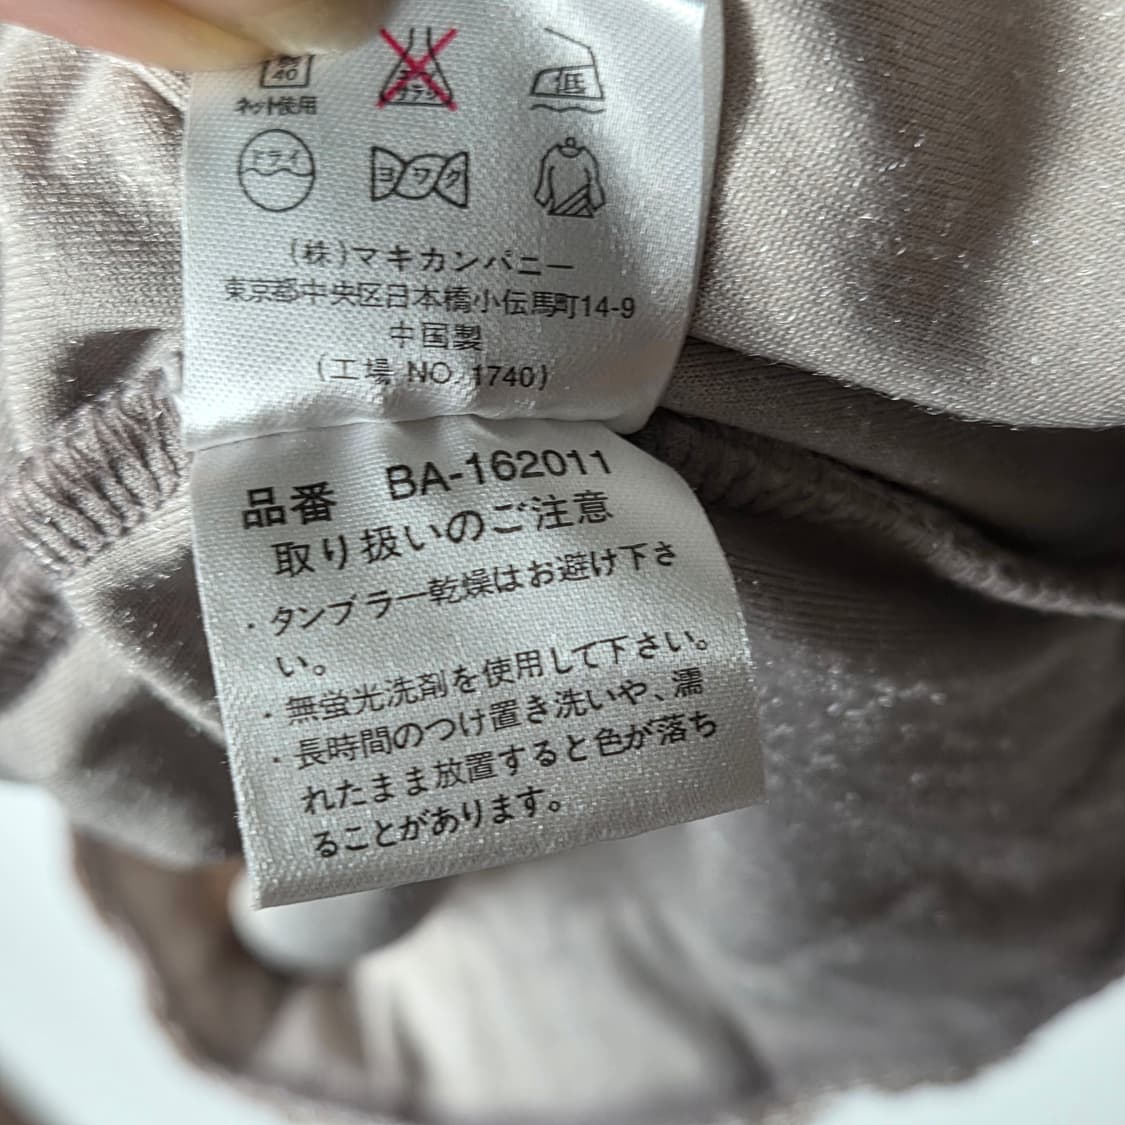 40
ネット使用
エンソ
サラシ
低
ドライ
ヨワク
(株)マキカンパニー
東京都中央区日本橋小伝馬町14-9
中国製
(工場 NO. 1740)
品番 BA-162011
取り扱いのご注意
・タンブラー乾燥はお避け下さ
い。
・無蛍光洗剤を使用して下さい。
・長時間のつけ置き洗いや、濡
れたまま放置すると色が落ち
ることがあります。